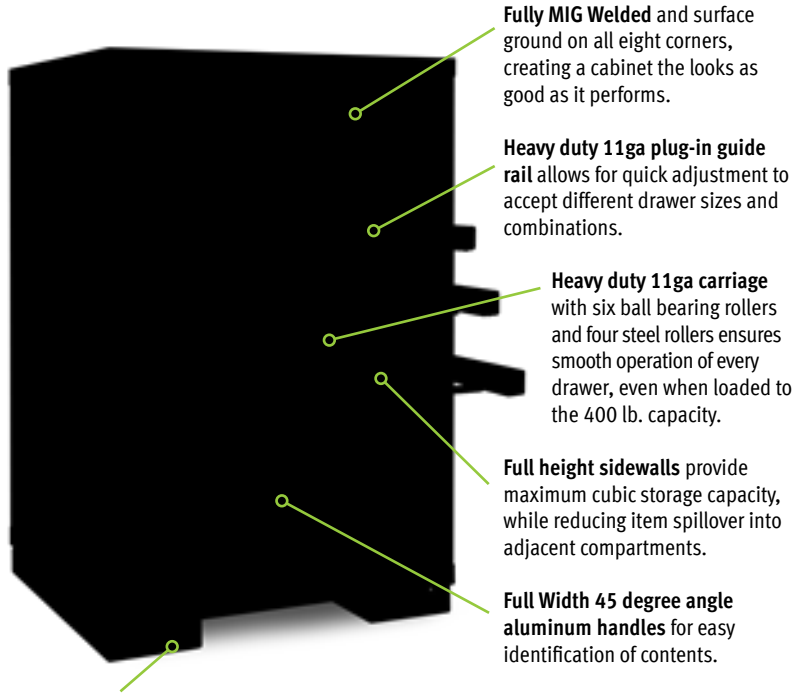 Fully MIG Welded and surface
ground on all eight corners,
creating a cabinet the looks as
good as it performs.
Heavy duty 11ga plug-in guide
rail allows for quick adjustment to
accept different drawer sizes and
combinations.
Heavy duty 11ga carriage
with six ball bearing rollers
and four steel rollers ensures
smooth operation of every
drawer, even when loaded to
the 400 lb. capacity.
Full height sidewalls provide
maximum cubic storage capacity,
while reducing item spillover into
adjacent compartments.
Full Width 45 degree angle
aluminum handles for easy
identification of contents.